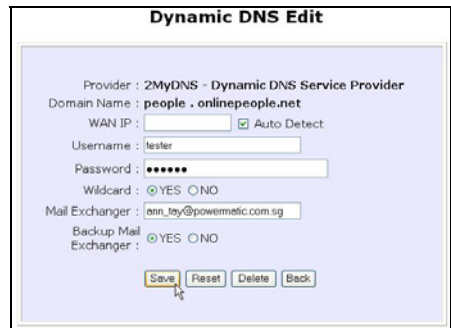 Dynamic DNS Edit
Provider : 2MyDNS - Dynamic DNS Service Provider
Domain Name : people . onlinepeople.net
WAN IP : Auto Detect
Username : tester
Password : ●●●●●●
Wildcard : YES NO
Mail Exchanger : ann_tay@powermatic.com.sg
Backup Mail
Exchanger : YES NO
Save Reset Delete Back